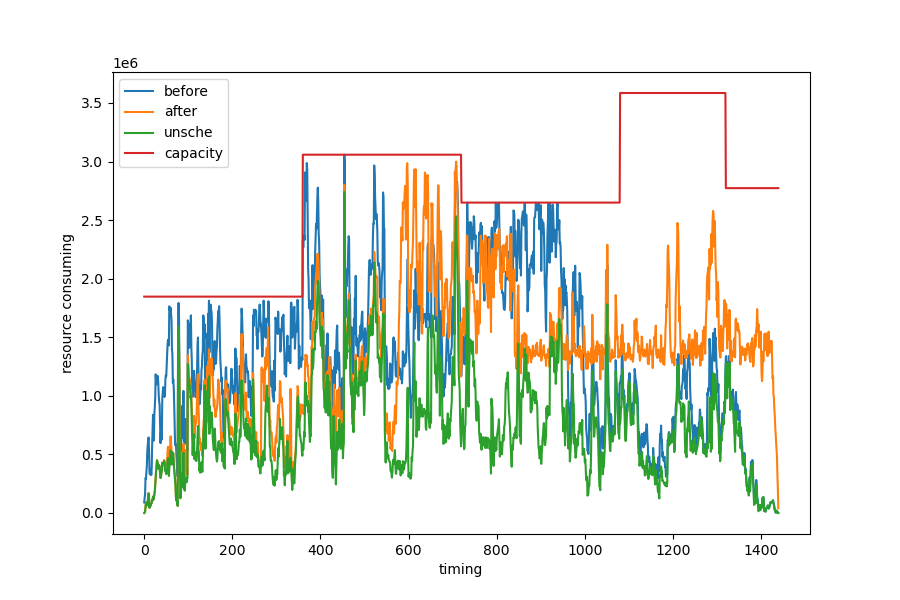 1e6
before
after
unsche
capacity
3.5
3.0
2.5
2.0
1.5
1.0
0.5
0.0
resource consuming
0 200 400 600 800 1000 1200 1400
timing